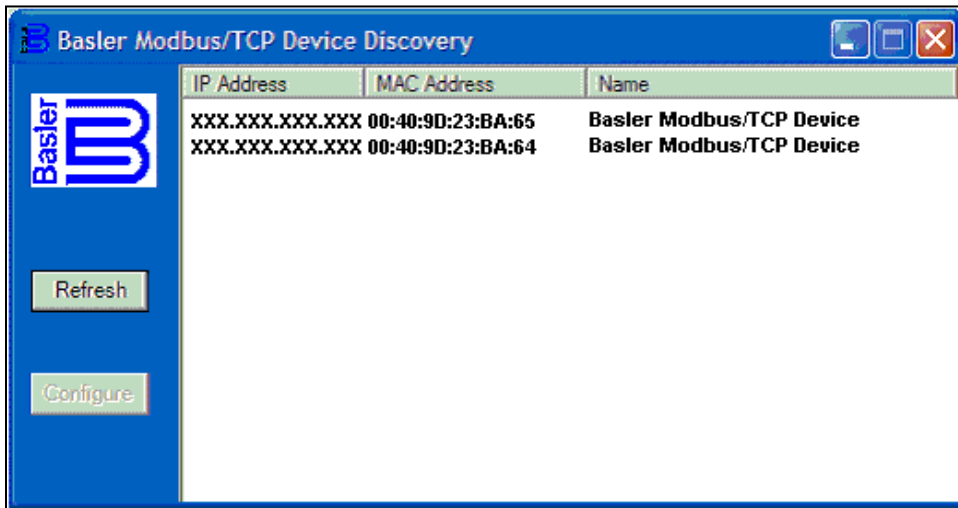 Basler Modbus/TCP Device Discovery
IP Address MAC Address Name
Basler
XXX.XXX.XXX.XXX 00:40:9D:23:BA:65 Basler Modbus/TCP Device
XXX.XXX.XXX.XXX 00:40:9D:23:BA:64 Basler Modbus/TCP Device
Refresh
Configure